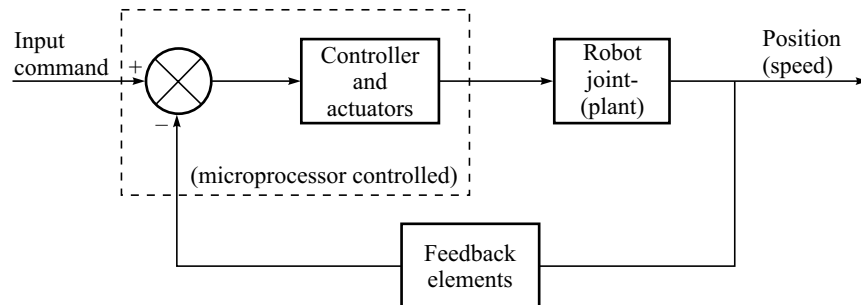 Input
command
+
−
Controller
and
actuators
Robot
joint-
(plant)
Position
(speed)
(microprocessor controlled)
Feedback
elements